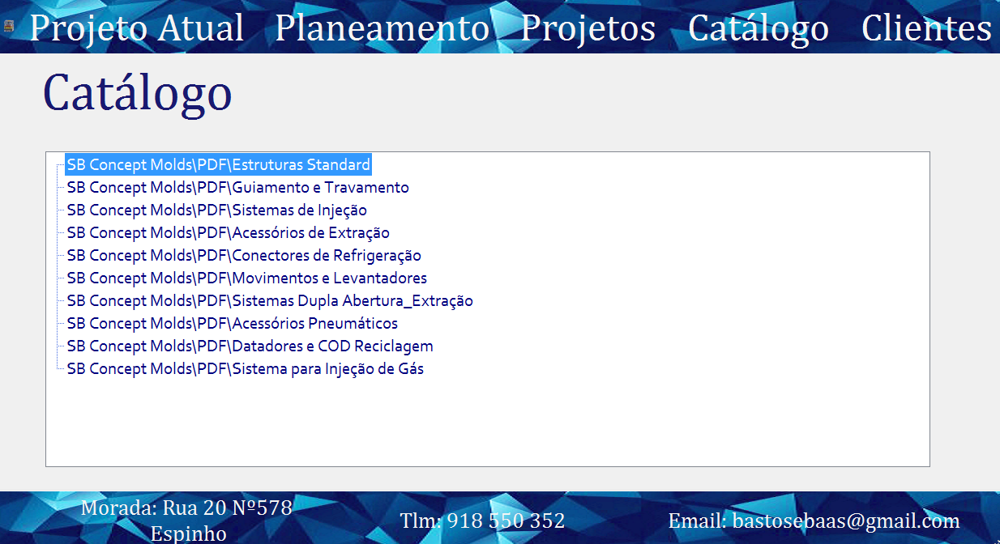 Projeto Atual Planeamento Projetos Catálogo Clientes
Catálogo
SB Concept Molds\PDF\Estruturas Standard
SB Concept Molds\PDF\Guiamento e Travamento
SB Concept Molds\PDF\Sistemas de Injeção
SB Concept Molds\PDF\Acessórios de Extração
SB Concept Molds\PDF\Conectores de Refrigeração
SB Concept Molds\PDF\Movimentos e Levantadores
SB Concept Molds\PDF\Sistemas Dupla Abertura_Extração
SB Concept Molds\PDF\Acessórios Pneumáticos
SB Concept Molds\PDF\Datadores e COD Reciclagem
SB Concept Molds\PDF\Sistema para Injeção de Gás
Morada: Rua 20 Nº578
Espinho
Tlm: 918 550 352
Email: bastosebaas@gmail.com